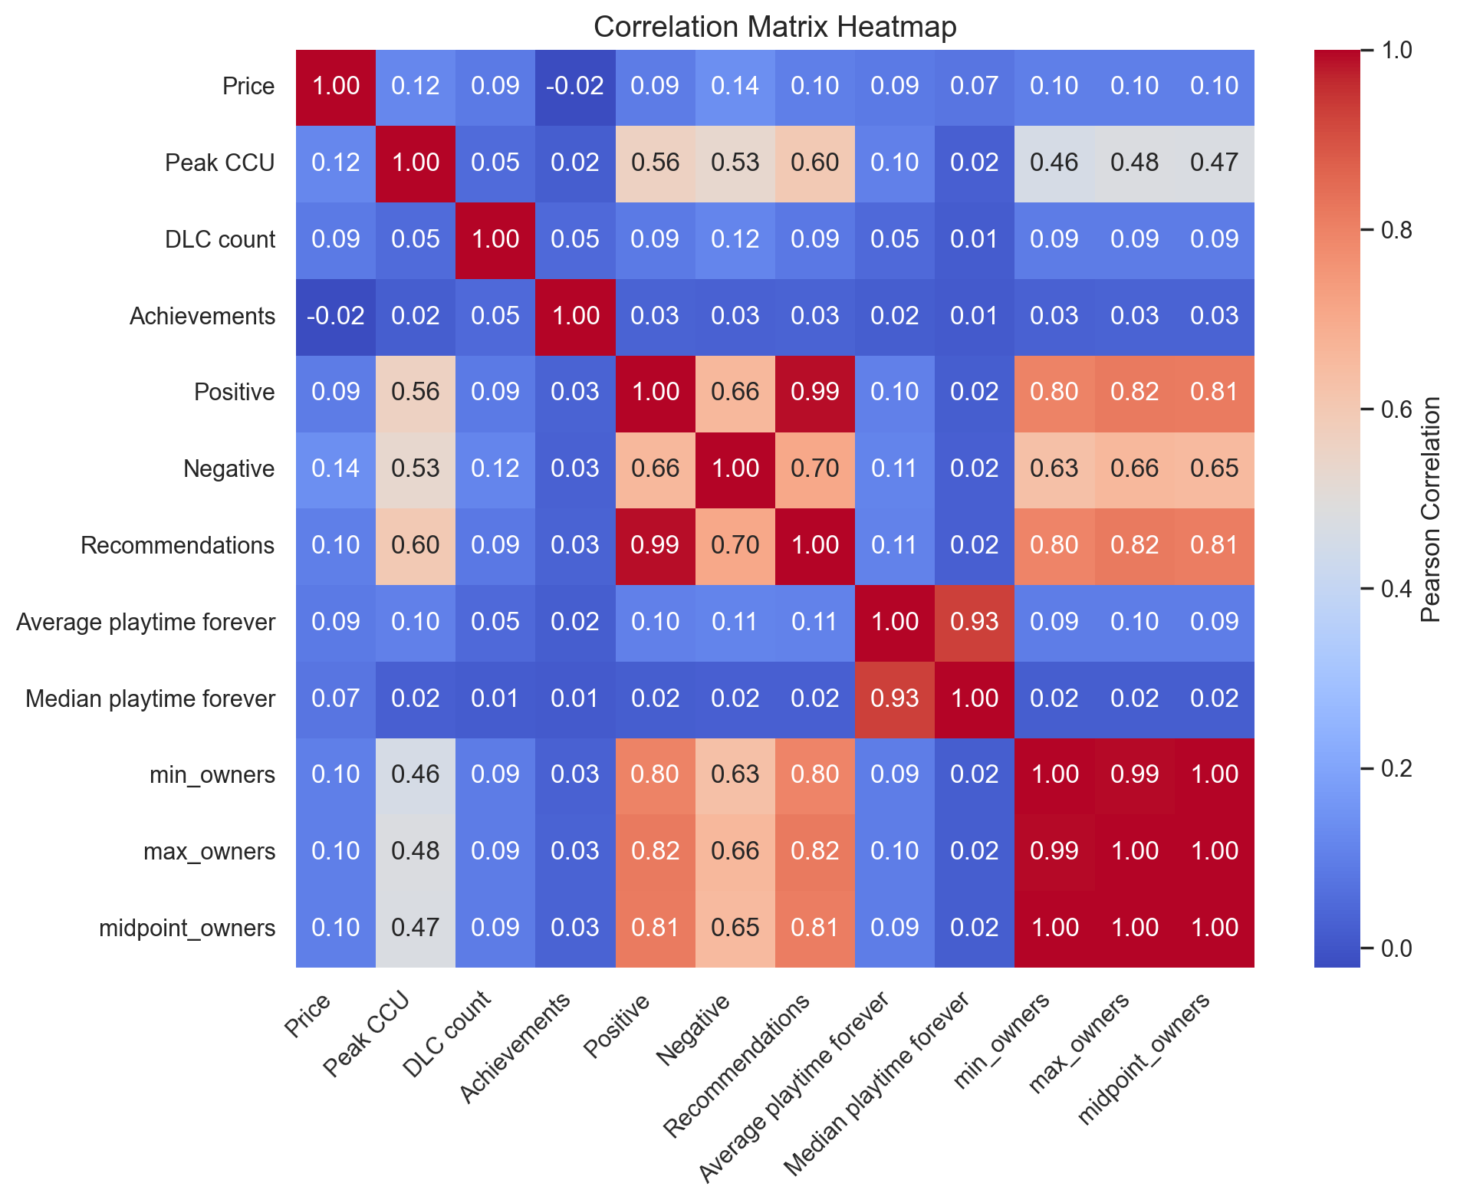 Correlation Matrix Heatmap
Price 1.00 0.12 0.09 -0.02 0.09 0.14 0.10 0.09 0.07 0.10 0.10 0.10
Peak CCU 0.12 1.00 0.05 0.02 0.56 0.53 0.60 0.10 0.02 0.46 0.48 0.47
DLC count 0.09 0.05 1.00 0.05 0.09 0.12 0.09 0.05 0.01 0.09 0.09 0.09
Achievements -0.02 0.02 0.05 1.00 0.03 0.03 0.03 0.02 0.01 0.03 0.03 0.03
Positive 0.09 0.56 0.09 0.03 1.00 0.66 0.99 0.10 0.02 0.80 0.82 0.81
Negative 0.14 0.53 0.12 0.03 0.66 1.00 0.70 0.11 0.02 0.63 0.66 0.65
Recommendations 0.10 0.60 0.09 0.03 0.99 0.70 1.00 0.11 0.02 0.80 0.82 0.81
Average playtime forever 0.09 0.10 0.05 0.02 0.10 0.11 0.11 1.00 0.93 0.09 0.10 0.09
Median playtime forever 0.07 0.02 0.01 0.01 0.02 0.02 0.02 0.93 1.00 0.02 0.02 0.02
min_owners 0.10 0.46 0.09 0.03 0.80 0.63 0.80 0.09 0.02 1.00 0.99 1.00
max_owners 0.10 0.48 0.09 0.03 0.82 0.66 0.82 0.10 0.02 0.99 1.00 1.00
midpoint_owners 0.10 0.47 0.09 0.03 0.81 0.65 0.81 0.09 0.02 1.00 1.00 1.00
Price
Peak CCU
DLC count
Achievements
Positive
Negative
Recommendations
Average playtime forever
Median playtime forever
min_owners
max_owners
midpoint_owners
1.0
0.8
0.6
0.4
0.2
0.0
Pearson Correlation